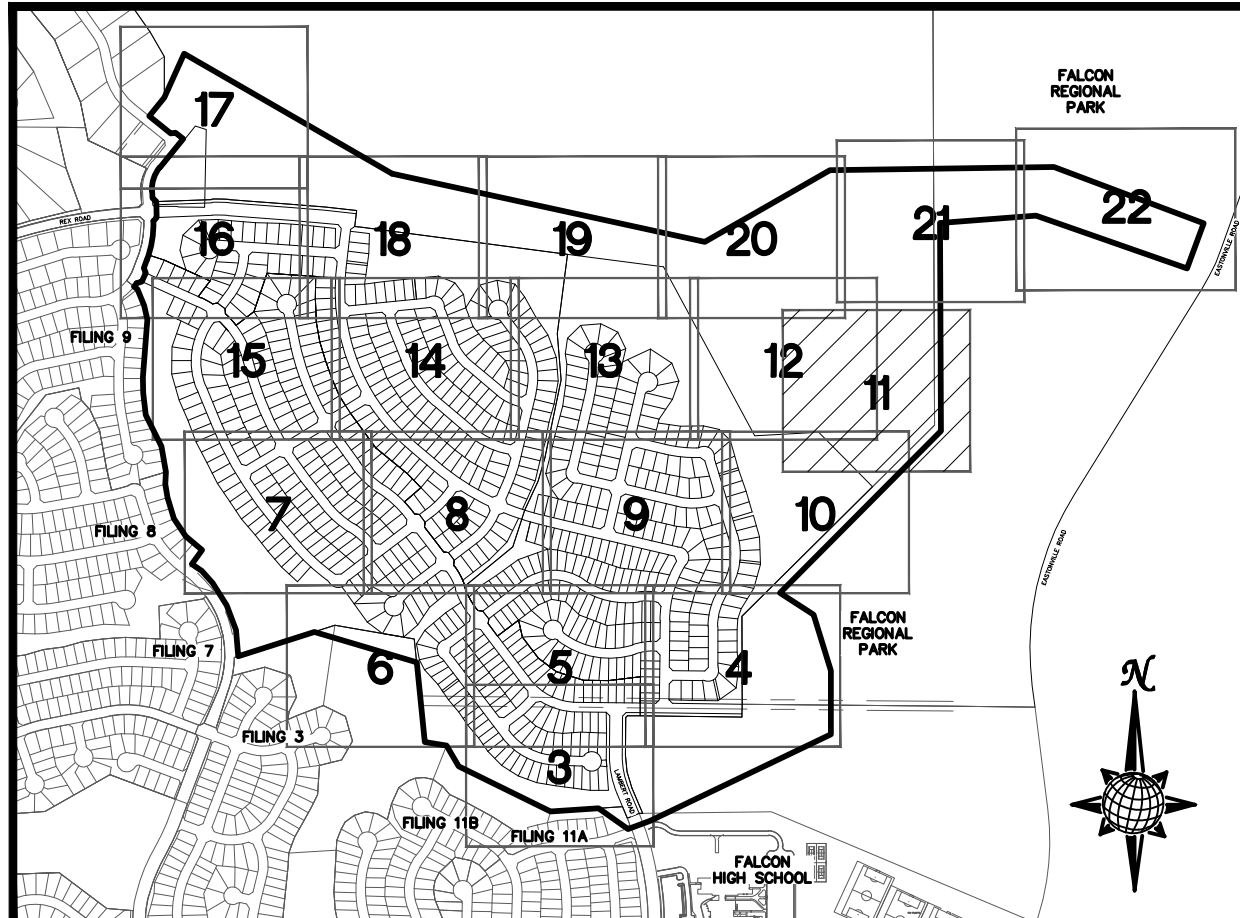 FALCON
REGIONAL
PARK
17
REX ROAD
16
18
19
20
21
22
EASTONVILLE ROAD
FILING 9
15
14
13
12
11
FILING 8
7
8
9
10
EASTONVILLE ROAD
FILING 7
6
5
4
FALCON
REGIONAL
PARK
N
FILING 3
3
LAMBERT ROAD
FILING 11B
FILING 11A
FALCON
HIGH SCHOOL